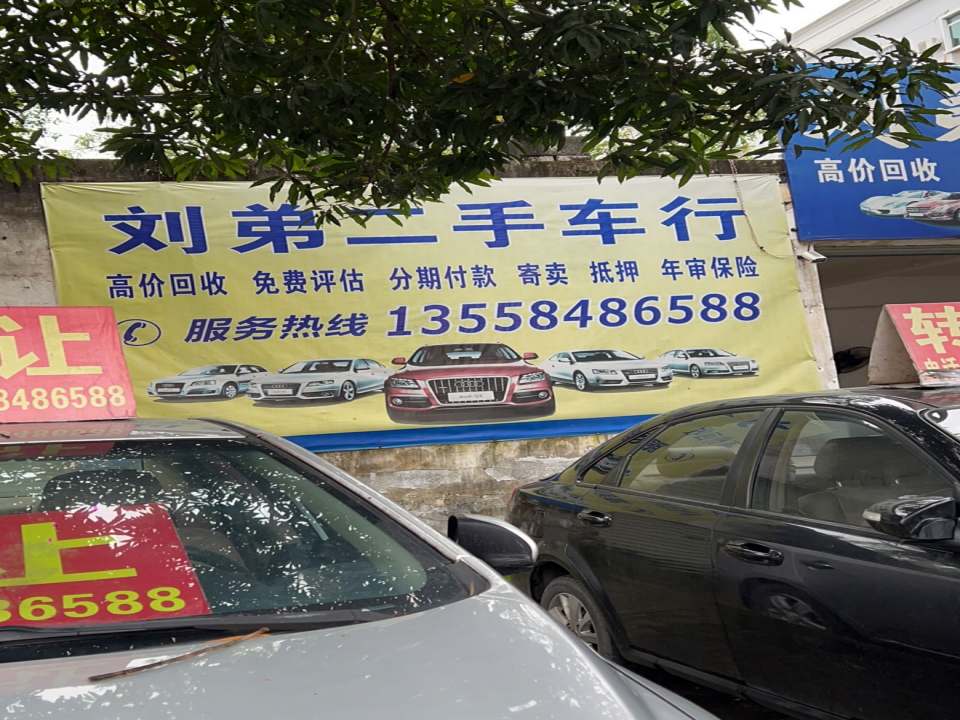 刘弟二手车行
高价回收 免费评估 分期付款 寄卖 抵押 年审保险
服务热线 13558486588
高价回收
让
8486588
转
上
86588